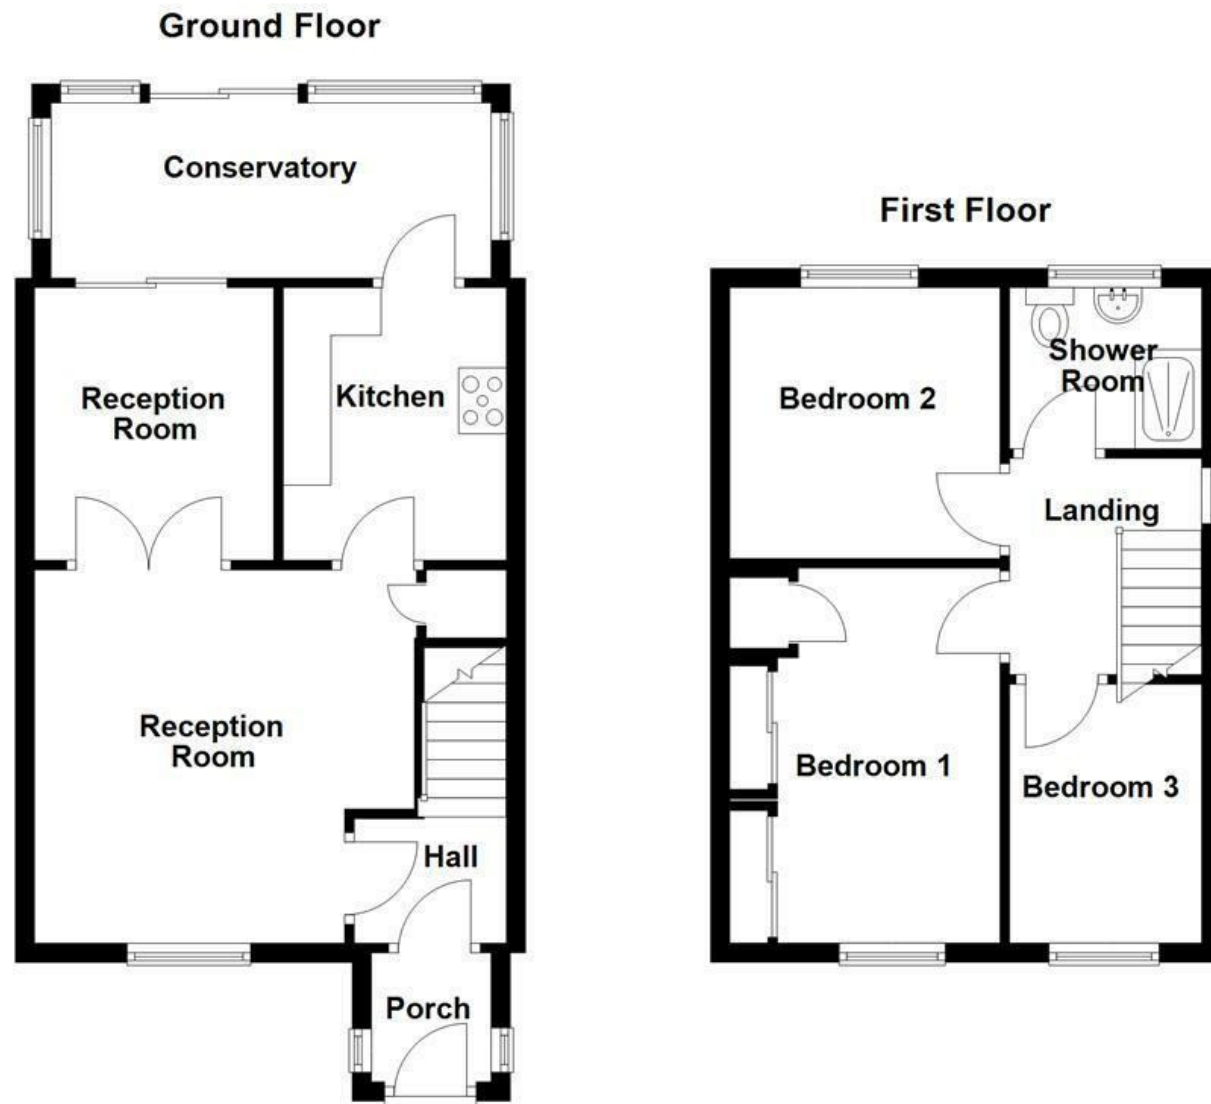 Ground Floor
Conservatory
Reception
Room
Kitchen
Reception
Room
Hall
Porch
First Floor
Bedroom 2
Shower
Room
Landing
Bedroom 1
Bedroom 3